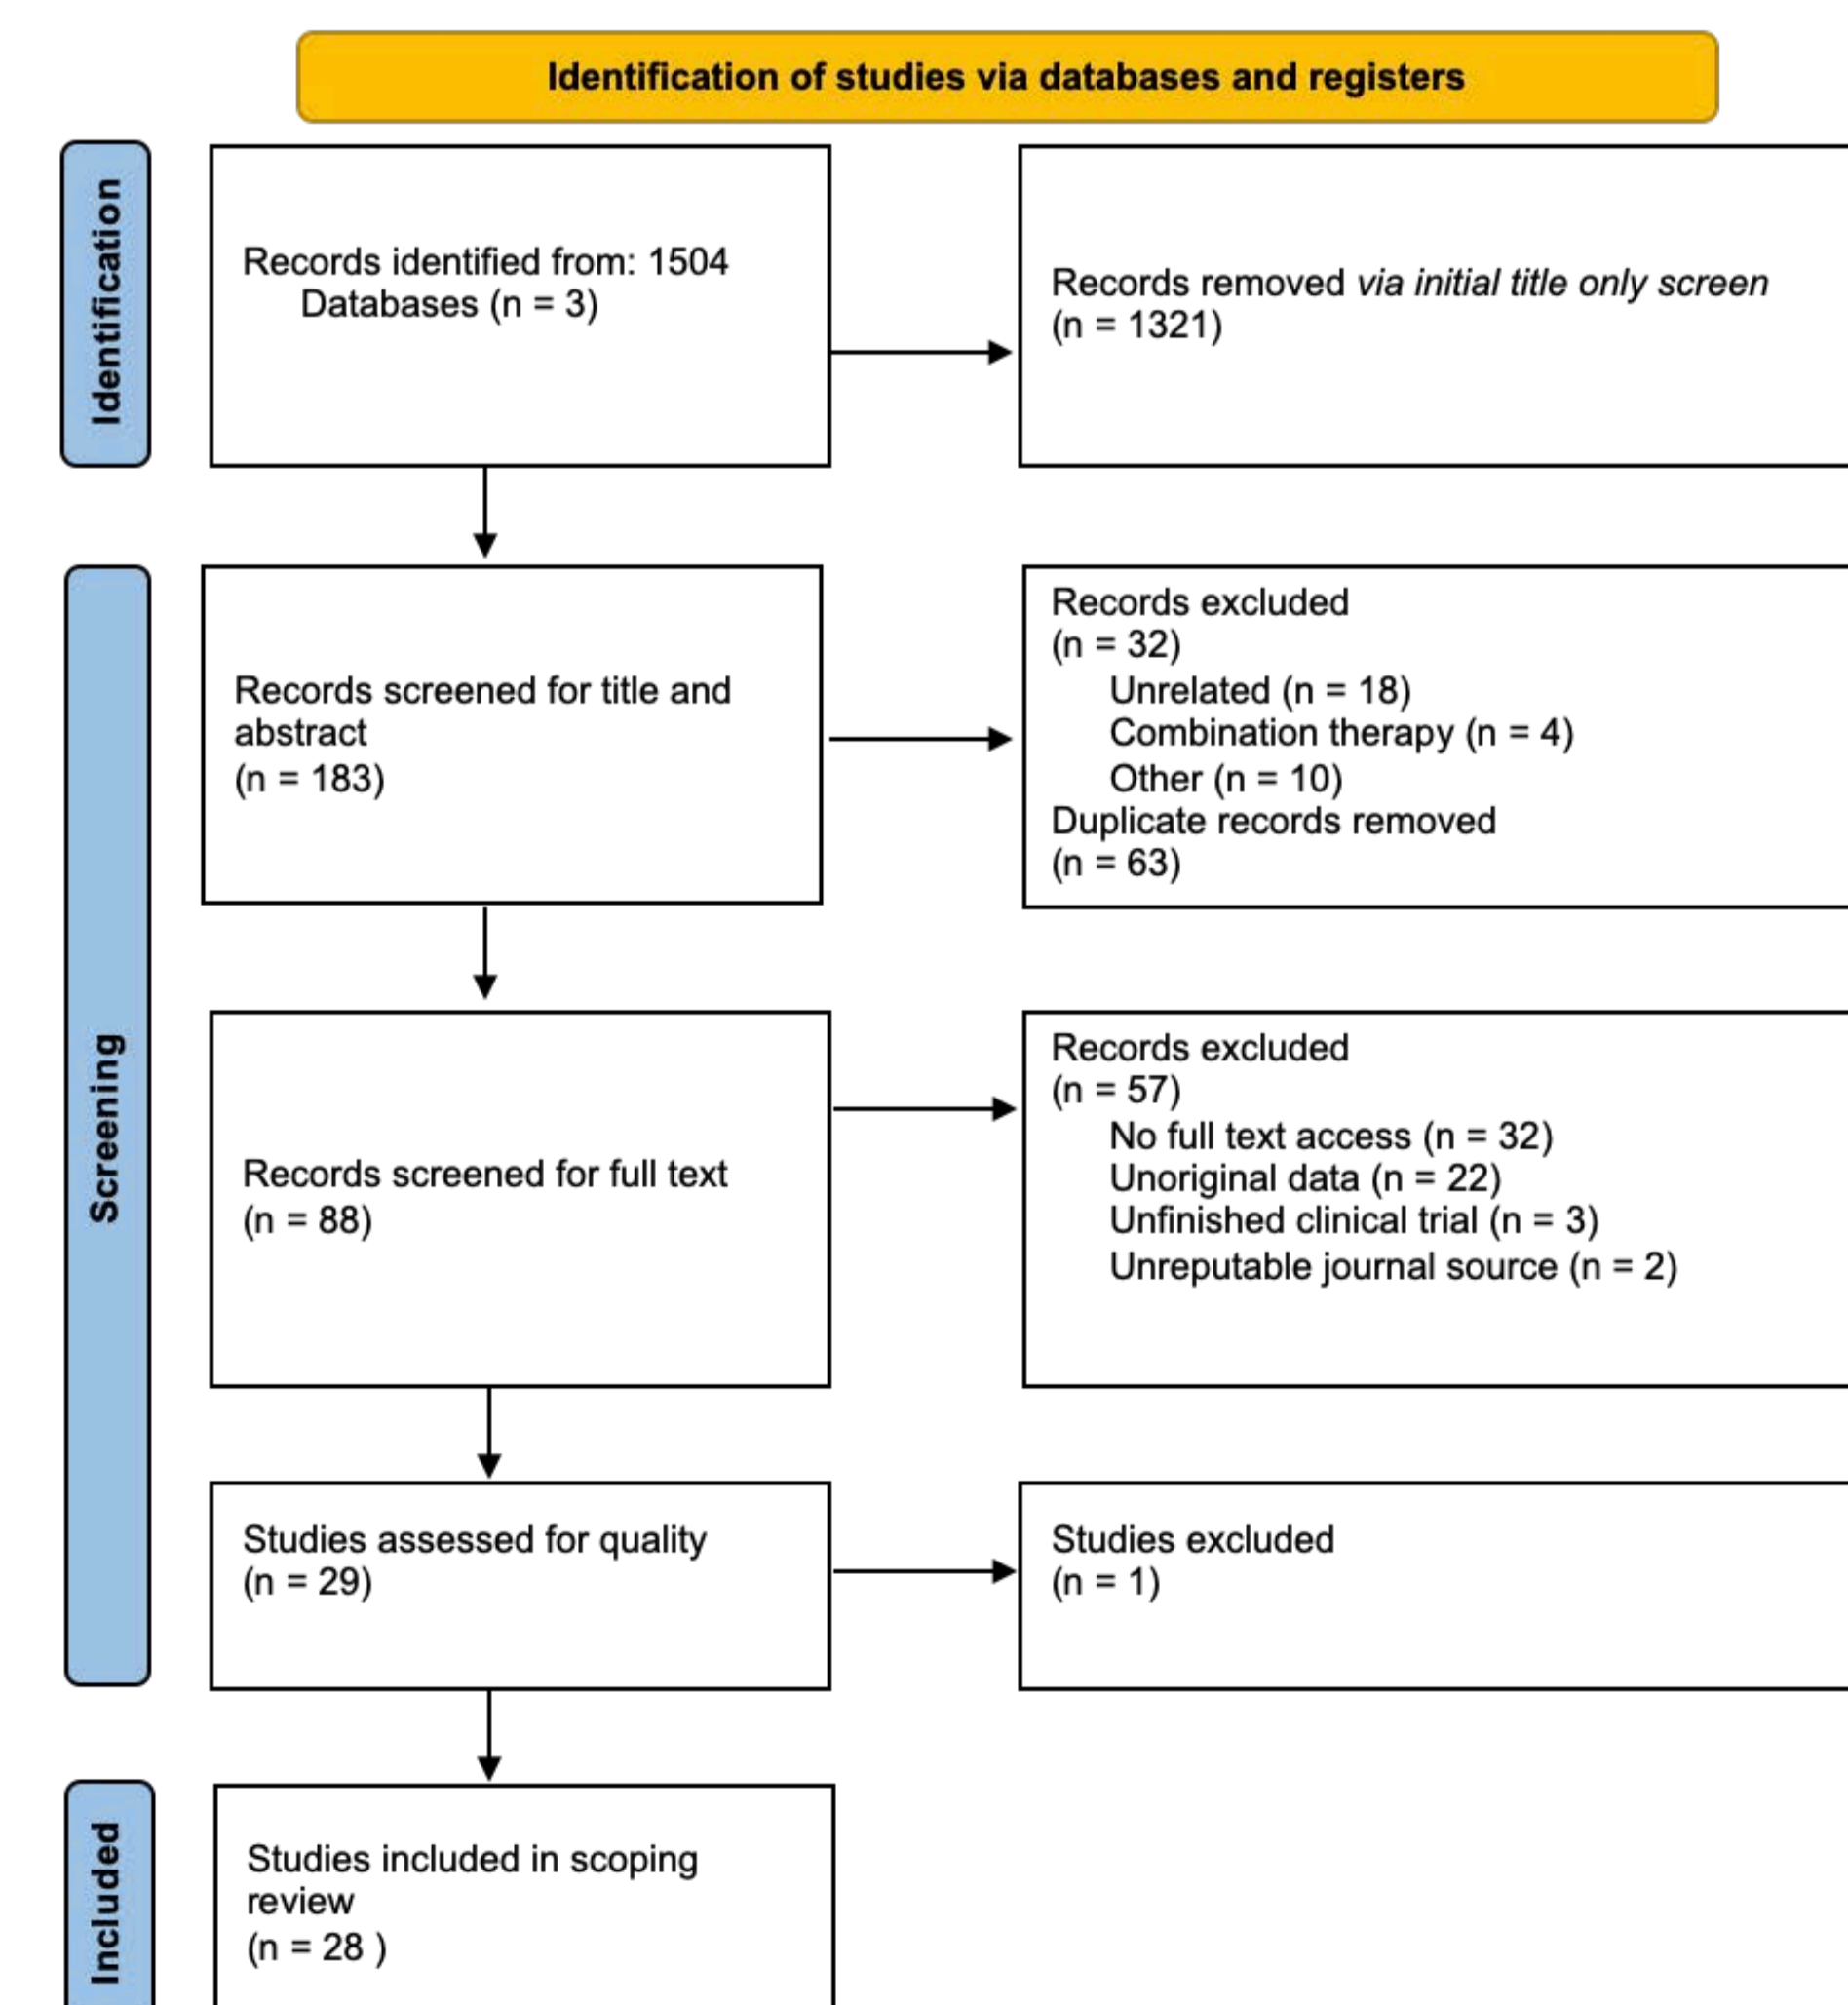 Identification of studies via databases and registers
Identification
Records identified from: 1504
Databases (n = 3)
Records removed via initial title only screen
(n = 1321)
Screening
Records screened for title and
abstract
(n = 183)
Records excluded
(n = 32)
Unrelated (n = 18)
Combination therapy (n = 4)
Other (n = 10)
Duplicate records removed
(n = 63)
Records screened for full text
(n = 88)
Records excluded
(n = 57)
No full text access (n = 32)
Unoriginal data (n = 22)
Unfinished clinical trial (n = 3)
Unreputable journal source (n = 2)
Studies assessed for quality
(n = 29)
Studies excluded
(n = 1)
Included
Studies included in scoping
review
(n = 28 )